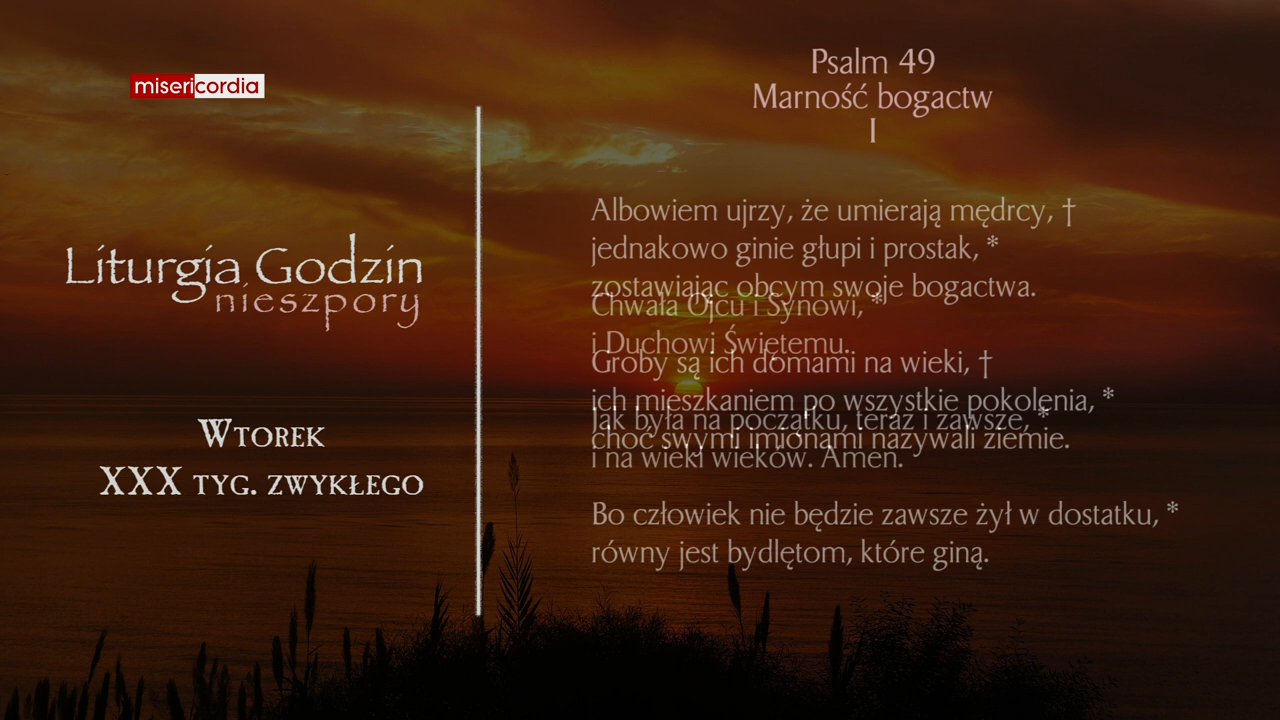 misericordia
Liturgia Godzin
nieszpory
Wtorek
XXX tyg. zwykłego
Psalm 49
Marność bogactw
I
Albowiem ujrzy, że umierają mędrcy, †
jednakowo ginie głupi i prostak, *
zostawiając obcym swoje bogactwa.
Chwała Ojcu i Synowi, *
i Duchowi Świętemu.
Groby są ich domami na wieki, †
ich mieszkaniem po wszystkie pokolenia, *
Jak była na początku, teraz i zawsze, *
choć swymi imionami nazywali ziemie.
i na wieki wieków. Amen.
Bo człowiek nie będzie zawsze żył w dostatku, *
równy jest bydlętom, które giną.